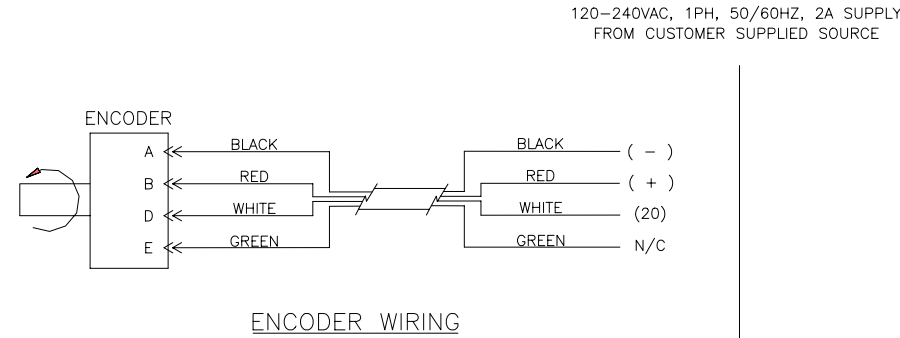 120-240VAC, 1PH, 50/60HZ, 2A SUPPLY
FROM CUSTOMER SUPPLIED SOURCE
ENCODER
A BLACK BLACK ( - )
B RED RED ( + )
D WHITE WHITE (20)
E GREEN GREEN N/C
ENCODER WIRING